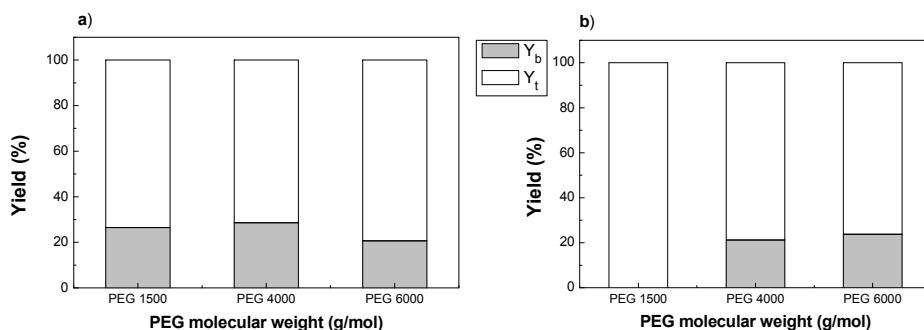 a)
Yield (%)
100
80
60
40
20
0
PEG 1500 PEG 4000 PEG 6000
PEG molecular weight (g/mol)
Y_b
Y_t
b)
Yield (%)
100
80
60
40
20
0
PEG 1500 PEG 4000 PEG 6000
PEG molecular weight (g/mol)